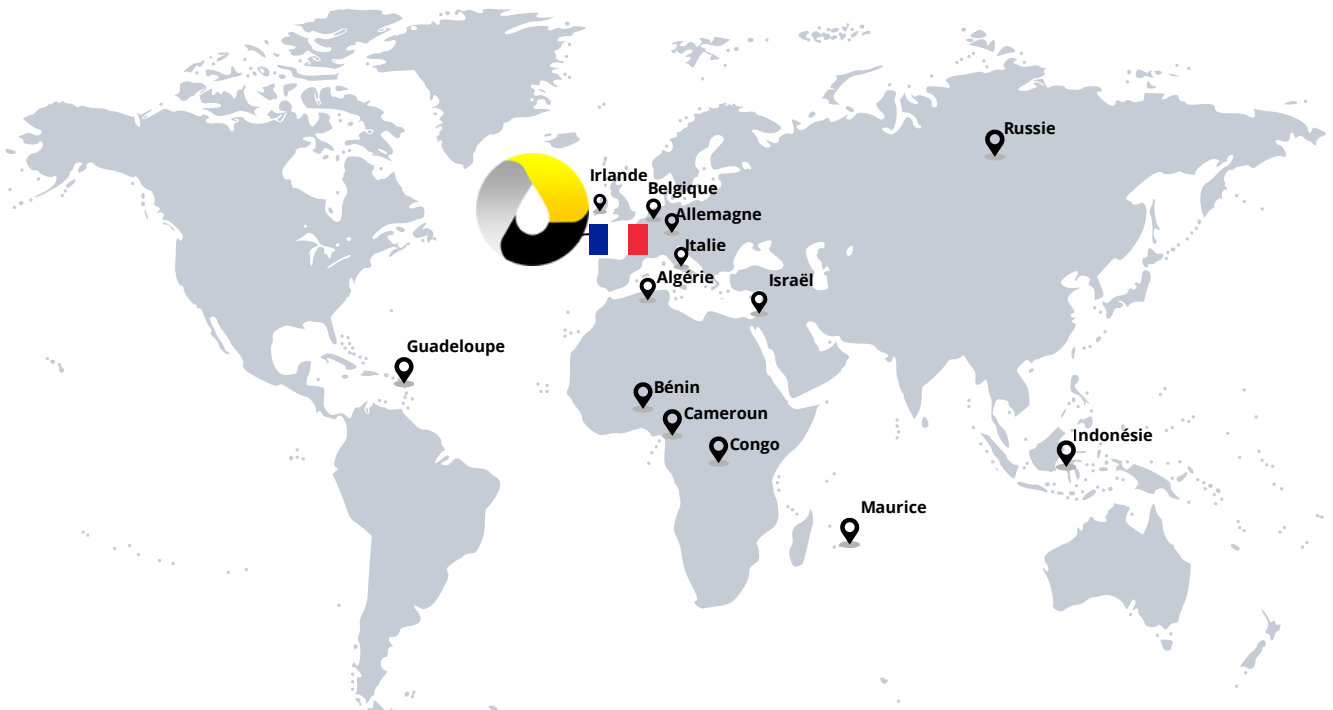 Russie
Irlande
Belgique
Allemagne
Italie
Algérie
Israël
Guadeloupe
Bénin
Cameroun
Indonésie
Congo
Maurice